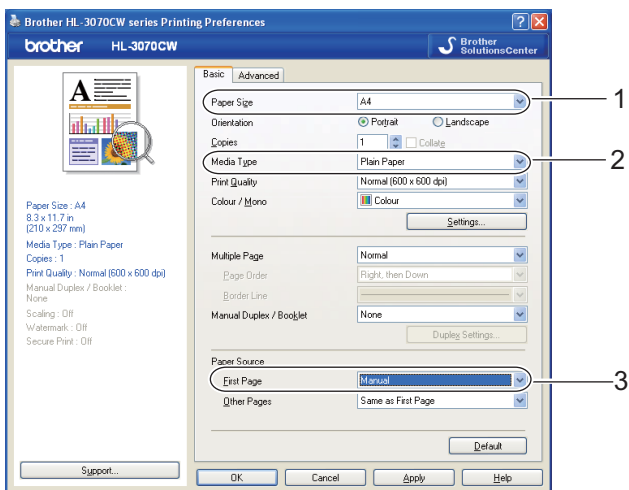 Brother HL-3070CW series Printing Preferences
brother HL-3070CW
Brother
SolutionsCenter
Basic Advanced
Paper Size A4 1
Orientation Portrait Landscape
Copies 1 Collate
Media Type Plain Paper 2
Print Quality Normal (600 x 600 dpi)
Colour / Mono Colour
Settings...
Multiple Page Normal
Page Order Right, then Down
Border Line
Manual Duplex / Booklet None
Duplex Settings...
Paper Source
First Page Manual 3
Other Pages Same as First Page
Default
A
Paper Size : A4
8.3 x 11.7 in
(210 x 297 mm)
Media Type : Plain Paper
Copies : 1
Print Quality : Normal (600 x 600 dpi)
Manual Duplex / Booklet :
None
Scaling : Off
Watermark : Off
Secure Print : Off
Support...
OK Cancel Apply Help